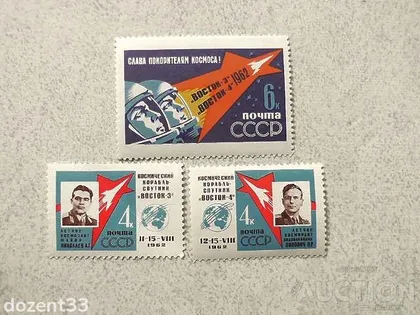 СЛАВА ПОКОРИТЕЛЯМ КОСМОСА!
„ВОСТОК-3"
„ВОСТОК-4" 1962
6к
ПОЧТА
СССР
4к
ПОЧТА
СССР
КОСМИЧЕСКИЙ
КОРАБЛЬ
СПУТНИК
„ВОСТОК-3"
11-15-VIII
1962
КОСМИЧЕСКИЙ
КОРАБЛЬ
СПУТНИК
„ВОСТОК-4"
12-15-VIII
1962
4к
ПОЧТА
СССР
dozent33